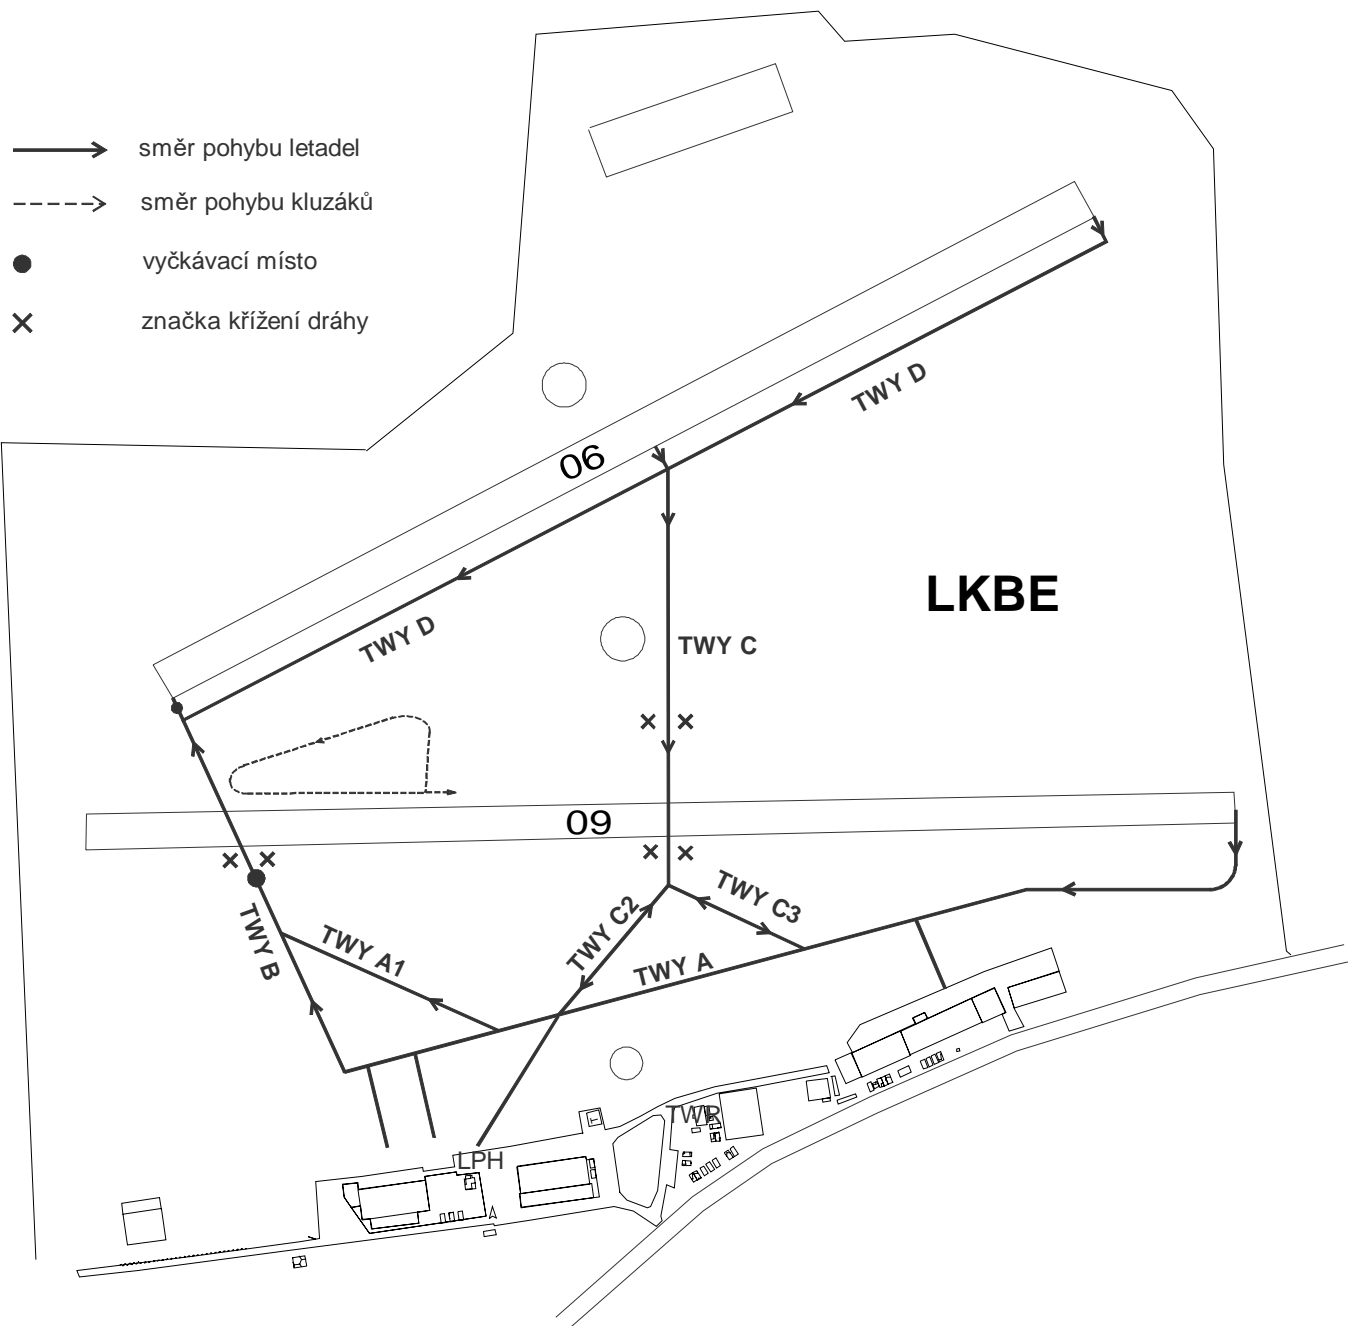 směr pohybu letadel
směr pohybu kluzáků
vyčkávací místo
značka křížení dráhy
TWY D
06
LKBE
TWY D
TWY C
09
TWY C3
TWY C2
TWY B
TWY A1
TWY A
TWR
LPH
T